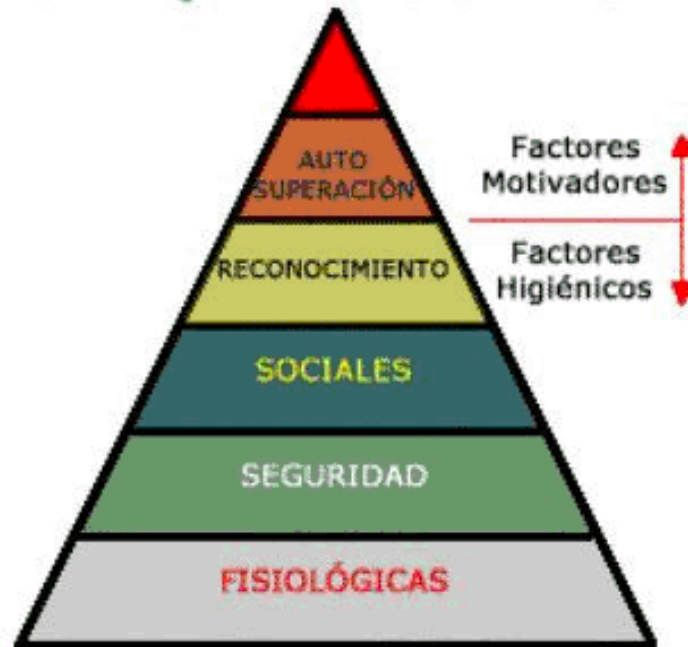 AUTO
SUPERACIÓN
Factores
Motivadores
RECONOCIMIENTO
Factores
Higiénicos
SOCIALES
SEGURIDAD
FISIOLÓGICAS